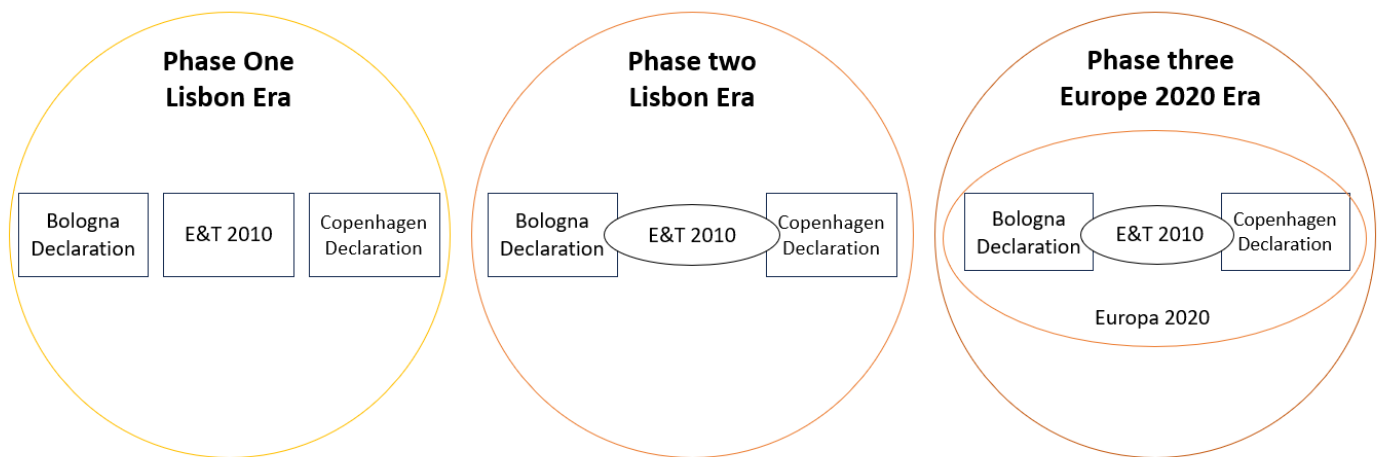 Phase One
Lisbon Era
Bologna
Declaration
E&T 2010
Copenhagen
Declaration
Phase two
Lisbon Era
Bologna
Declaration
E&T 2010
Copenhagen
Declaration
Phase three
Europe 2020 Era
Bologna
Declaration
E&T 2010
Copenhagen
Declaration
Europa 2020